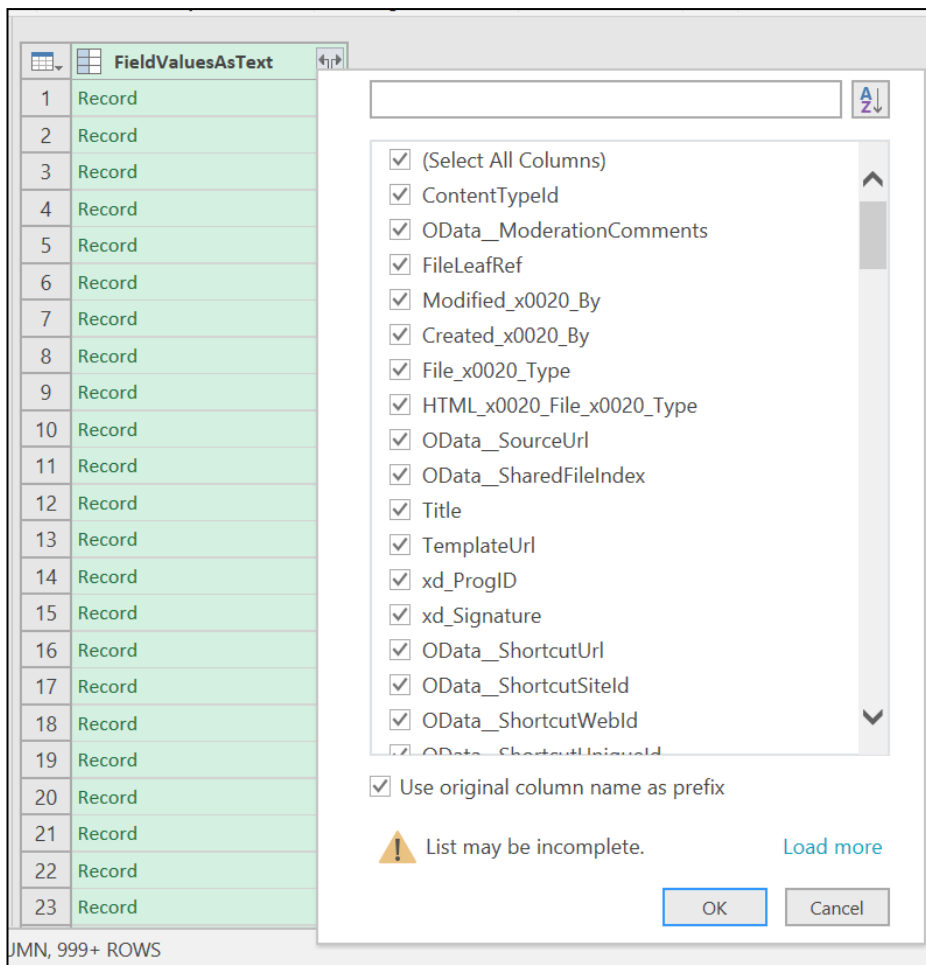 FieldValuesAsText
1 Record
2 Record
3 Record
4 Record
5 Record
6 Record
7 Record
8 Record
9 Record
10 Record
11 Record
12 Record
13 Record
14 Record
15 Record
16 Record
17 Record
18 Record
19 Record
20 Record
21 Record
22 Record
23 Record
UMN, 999+ ROWS
A
Z
(Select All Columns)
ContentTypeId
OData__ModerationComments
FileLeafRef
Modified_x0020_By
Created_x0020_By
File_x0020_Type
HTML_x0020_File_x0020_Type
OData__SourceUrl
OData__SharedFileIndex
Title
TemplateUrl
xd_ProgID
xd_Signature
OData__ShortcutUrl
OData__ShortcutSiteId
OData__ShortcutWebId
OData__ShortcutUniqueId
Use original column name as prefix
List may be incomplete. Load more
OK Cancel